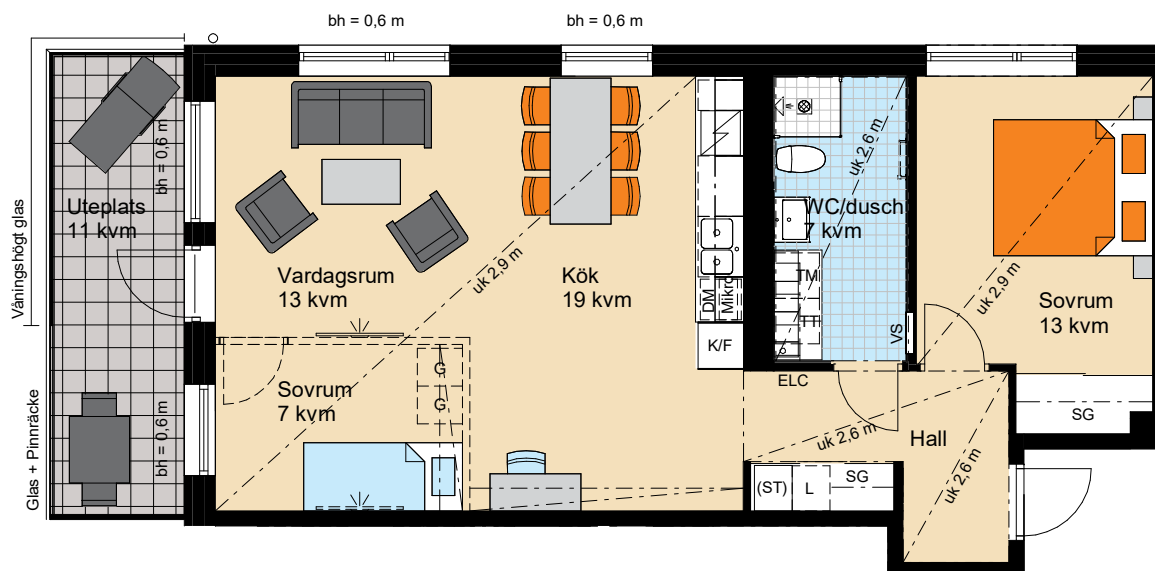 bh = 0,6 m
bh = 0,6 m
Våningshögt glas
Glas + Pinnräcke
Uteplats
11 kvm
bh = 0,6 m
bh = 0,6 m
Vardagsrum
13 kvm
uk 2,9 m
Kök
19 kvm
DM
Mikro
K/F
Sovrum
7 kvm
G
G
uk 2,6 m
WC/dusch
7 kvm
TM
TT
VS
ELC
uk 2,9 m
Sovrum
13 kvm
SG
uk 2,6 m
Hall
uk 2,6 m
(ST)
L
SG